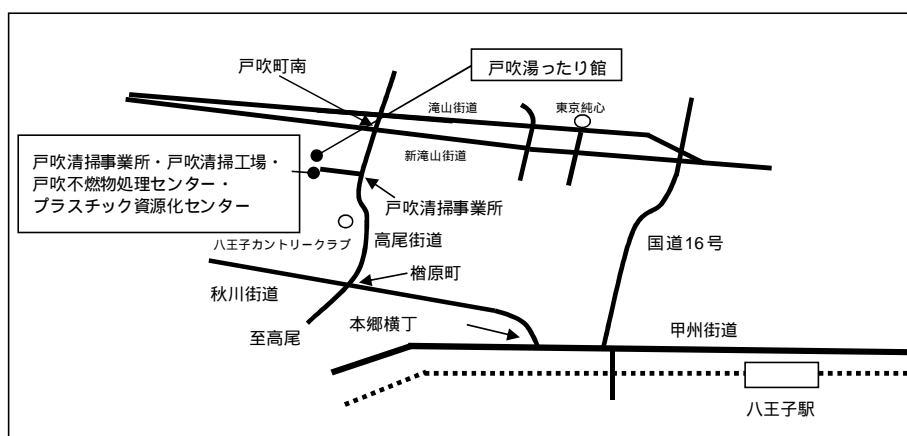 戸吹町南
戸吹湯ったり館
滝山街道
東京純心
新滝山街道
戸吹清掃事業所・戸吹清掃工場・
戸吹不燃物処理センター・
プラスチック資源化センター
戸吹清掃事業所
八王子カントリークラブ
高尾街道
国道16号
楢原町
秋川街道
本郷横丁
至高尾
甲州街道
八王子駅